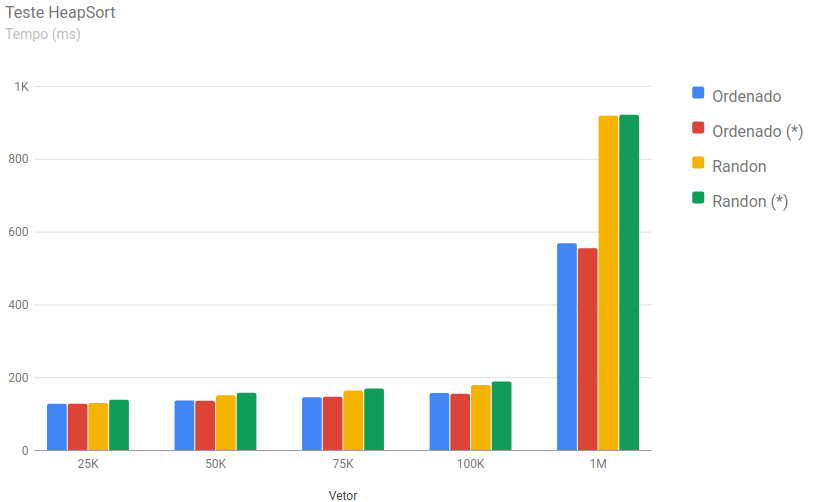 Teste HeapSort
Tempo (ms)
1K
800
600
400
200
0
25K
50K
75K
100K
1M
Vetor
Ordenado
Ordenado (*)
Randon
Randon (*)